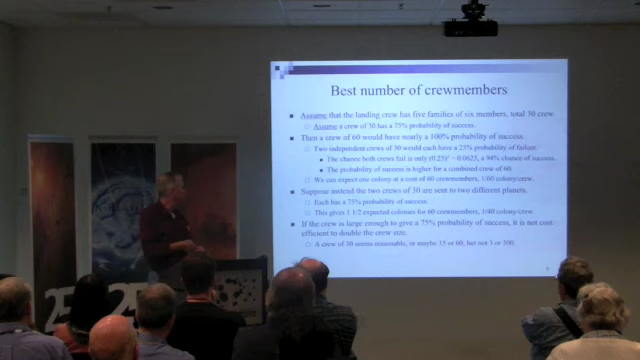 Best number of crewmembers
Assume that the landing crew has five families of six members, total 30 crew.
Assume a crew of 30 has a 75% probability of success.
Then a crew of 60 would have nearly a 100% probability of success.
Two independent crews of 30 would each have a 25% probability of failure.
The chance both crews fail is only (0.25)² ~ 0.0625, a 94% chance of success.
The probability of success is higher for a combined crew of 60.
We can expect one colony at a cost of 60 crewmembers, 1/60 colony/crew.
Suppose instead the two crews of 30 are sent to two different planets.
Each has a 75% probability of success.
This gives 1 1/2 expected colonies for 60 crewmembers, 1/40 colony/crew.
If the crew is large enough to give a 75% probability of success, it is not cost
efficient to double the crew size.
A crew of 30 seems reasonable, or maybe 15 or 60, but not 3 or 300.